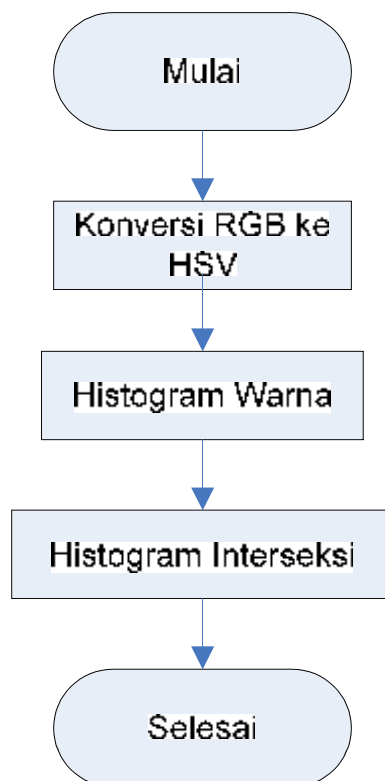 Mulai
Konversi RGB ke
HSV
Histogram Warna
Histogram Interseksi
Selesai